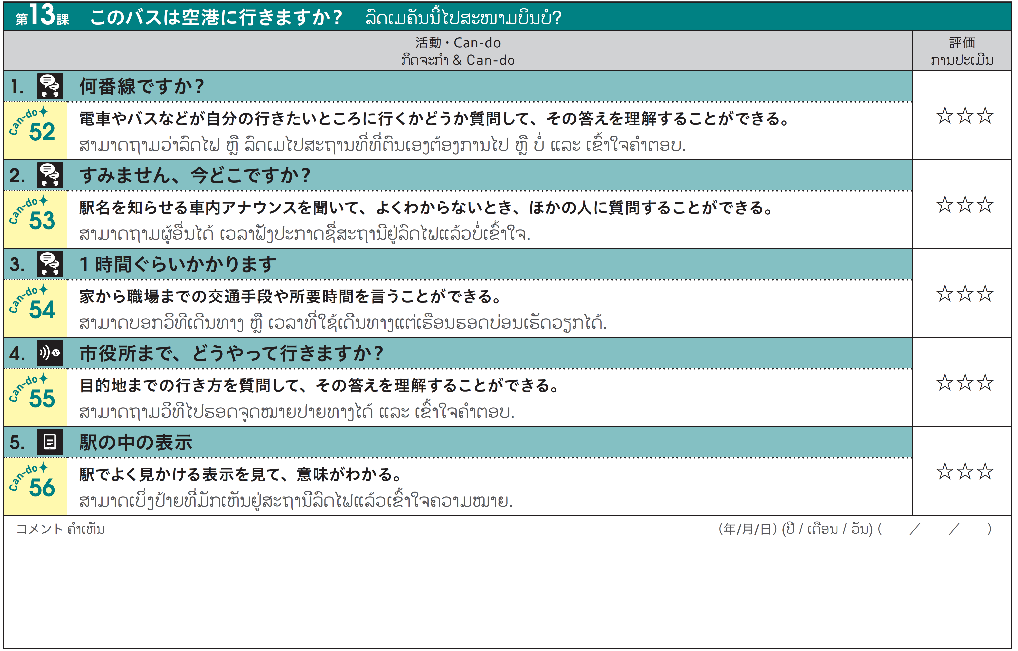 第13課 このバスは空港に行きますか？ ລົດເມຄັນນີ້ໄປສະໜາມບິນບໍ?
活動・Can-do
ກິດຈະກຳ & Can-do
評価
ການປະເມີນ
1. 何番線ですか？
Can-do 52
電車やバスなどが自分の行きたいところに行くかどうか質問して、その答えを理解することができる。
ສາມາດຖາມວ່າລົດໄຟ ຫຼື ລົດເມໄປສະຖານທີ່ທີ່ຕົນເອງຕ້ອງການໄປ ຫຼື ບໍ່ ແລະ ເຂົ້າໃຈຄຳຕອບ.
☆☆☆
2. すみません、今どこですか？
Can-do 53
駅名を知らせる車内アナウンスを聞いて、よくわからないとき、ほかの人に質問することができる。
ສາມາດຖາມຜູ້ອື່ນໄດ້ ເວລາຟັງປະກາດຊື່ສະຖານີຢູ່ລົດໄຟແລ້ວບໍ່ເຂົ້າໃຈ.
☆☆☆
3. 1時間ぐらいかかります
Can-do 54
家から職場までの交通手段や所要時間を言うことができる。
ສາມາດບອກວິທີເດີນທາງ ຫຼື ເວລາທີ່ໃຊ້ເດີນທາງແຕ່ເຮືອນຮອດບ່ອນເຮັດວຽກໄດ້.
☆☆☆
4. 市役所まで、どうやって行きますか？
Can-do 55
目的地までの行き方を質問して、その答えを理解することができる。
ສາມາດຖາມວິທີໄປຮອດຈຸດໝາຍປາຍທາງໄດ້ ແລະ ເຂົ້າໃຈຄຳຕອບ.
☆☆☆
5. 駅の中の表示
Can-do 56
駅でよく見かける表示を見て、意味がわかる。
ສາມາດເບິ່ງປ້າຍທີ່ມັກເຫັນຢູ່ສະຖານີລົດໄຟແລ້ວເຂົ້າໃຈຄວາມໝາຍ.
☆☆☆
コメント ຄຳເຫັນ (年/月/日) (ປີ / ເດືອນ / ວັນ) ( / / )